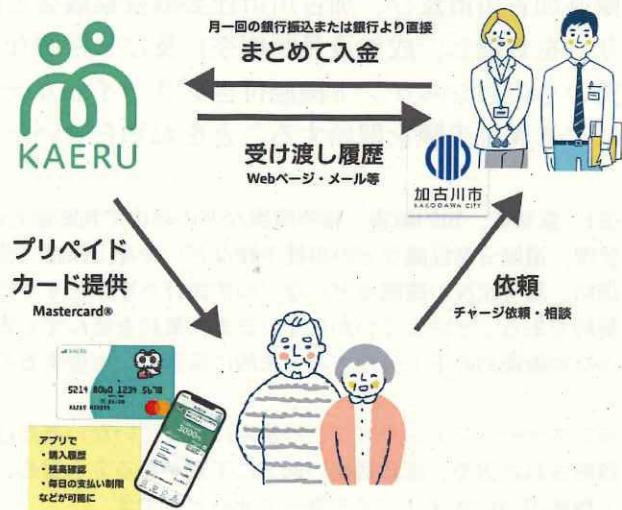 月一回の銀行振込または銀行より直接
まとめて入金
KAERU
受け渡し履歴
Webページ・メール等
加古川市
KAKOGAWA CITY
プリペイド
カード提供
Mastercard®
依頼
チャージ依頼・相談
KAERU
5214 8060 1234 5678
アプリで
・購入履歴
・残高確認
・毎日の支払い制限
などが可能に